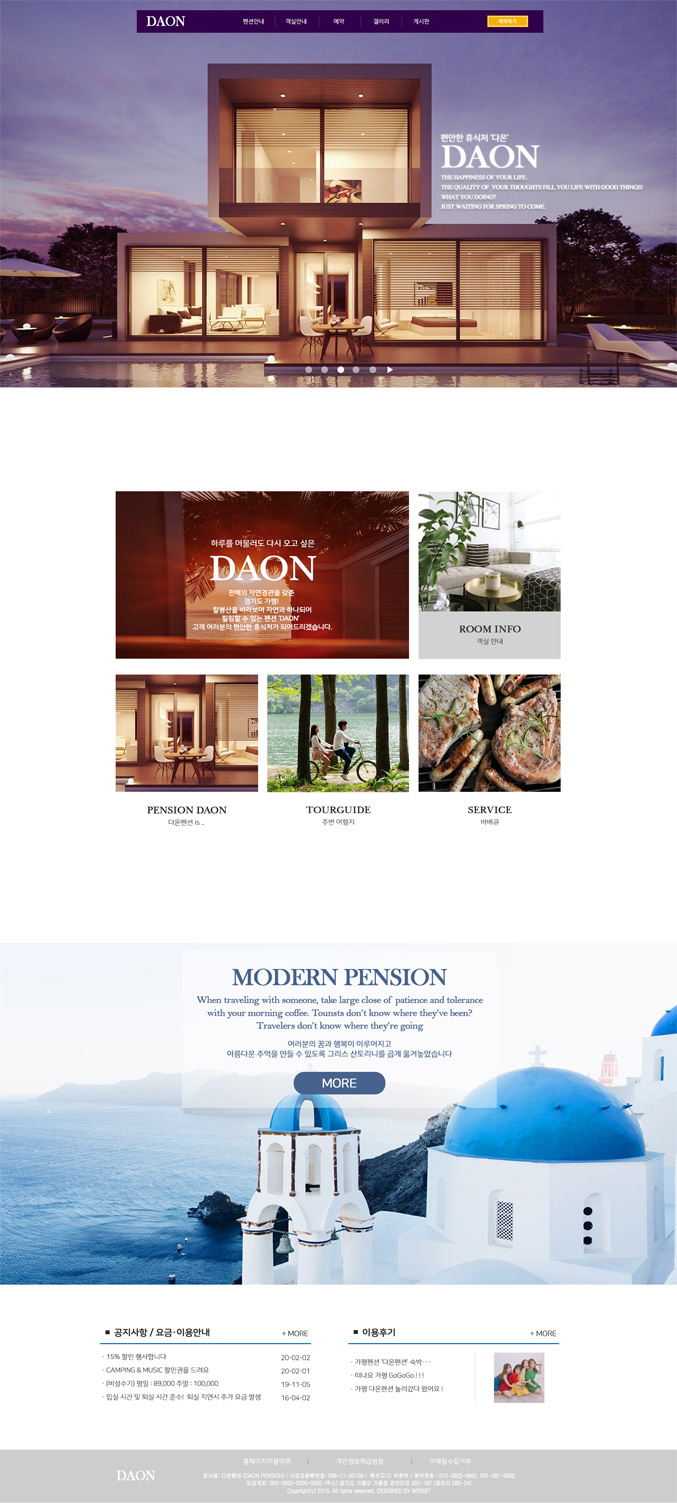 DAON 펜션안내 객실안내 예약 갤러리 게시판 예약하기
편안한 휴식처 '다온'
DAON
THE HAPPINESS OF YOUR LIFE.
THE QUALITY OF YOUR THOUGHTS FILL YOU LIFE WITH GOOD THINGS!
WHAT YOU DOING?
JUST WAITING FOR SPRING TO COME.
하루를 머물러도 다시 오고 싶은
DAON
천혜의 자연경관을 갖춘
경기도 가평!
칼봉산을 바라보며 자연과 하나되어
힐링할 수 있는 펜션 'DAON'
고객 여러분의 편안한 휴식처가 되어드리겠습니다.
ROOM INFO
객실 안내
PENSION DAON
다온펜션 is ..
TOURGUIDE
주변 여행지
SERVICE
바베큐
MODERN PENSION
When traveling with someone, take large close of patience and tolerance
with your morning coffee. Tounsts don't know where they've been?
Travelers don't know where they're going
여러분의 꿈과 행복이 이루어지고
아름다운 추억을 만들 수 있도록 그리스 산토리니를 곱게 옮겨놓았습니다
MORE
■ 공지사항 / 요금·이용안내 + MORE
· 15% 할인 행사합니다 20-02-02
· CAMPING & MUSIC 할인권을 드려요 20-02-01
· (비성수기) 평일 : 89,000 주말 : 100,000 19-11-05
· 입실 시간 및 퇴실 시간 준수! 퇴실 지연시 추가 요금 발생 16-04-02
■ 이용후기 + MORE
· 가평펜션 '다온펜션' 숙박···
· 떠나요 가평 GoGoGo ! ! !
· 가평 다온펜션 놀러갔다 왔어요 !
홈페이지이용약관 | 개인정보취급방침 | 이메일수집거부
DAON
회사명: 다온펜션 (DAON PENSION) / 사업자등록번호:
Copyright(c) 2015. All rights reserved. DESIGNED BY WEBBIT